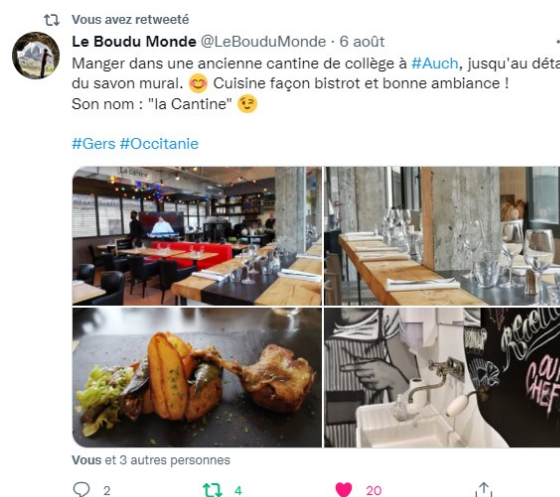 Vous avez retweeté
Le Boudu Monde @LeBouduMonde · 6 août
Manger dans une ancienne cantine de collège à #Auch, jusqu'au déta
du savon mural. 😊 Cuisine façon bistrot et bonne ambiance !
Son nom : "la Cantine" 😉
#Gers #Occitanie
Vous et 3 autres personnes
2 4 20